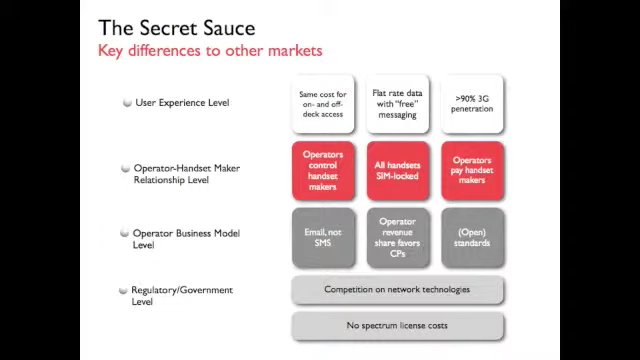 The Secret Sauce
Key differences to other markets
User Experience Level
Same cost for
on- and off-
deck access
Flat rate data
with “free”
messaging
>90% 3G
penetration
Operator-Handset Maker
Relationship Level
Operators
control
handset
makers
All handsets
SIM-locked
Operators
pay handset
makers
Operator Business Model
Level
Email, not
SMS
Operator
revenue
share favors
CPs
(Open)
standards
Regulatory/Government
Level
Competition on network technologies
No spectrum license costs